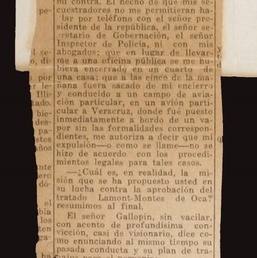 mi contra. El hecho de que mis se-
cuestradores no me permitieran ha-
blar por teléfono con el señor presi-
dente de la república, el señor se-
cretario de Gobernación, el señor
Inspector de Policía, ni con mis
abogados; que en lugar de llevar-
me a una oficina pública se me hu-
biera encerrado en un cuarto de
una casa; que a las cinco de la ma-
ñana fuera sacado de mi encierro
y conducido a un campo de avia-
ción particular, en un avión parti-
cular a Veracruz, donde fuí puesto
inmediatamente a bordo de un va-
por sin las formalidades correspon-
dientes, me autoriza a decir que mi
expulsión—o como se llame—no se
hizo de acuerdo con los procedi-
mientos legales para tales casos.
—¿Cuál es, en realidad, la mi-
sión que se ha propuesto usted en
su lucha contra la aprobación del
tratado Lamont-Montes de Oca?
resumimos al final.
El señor Gallopin, sin vacilar,
con acento de profundísima con-
vicción, casi de visionario, dice co-
mo enunciando al mismo tiempo su
pasada conducta y su plan de tra-